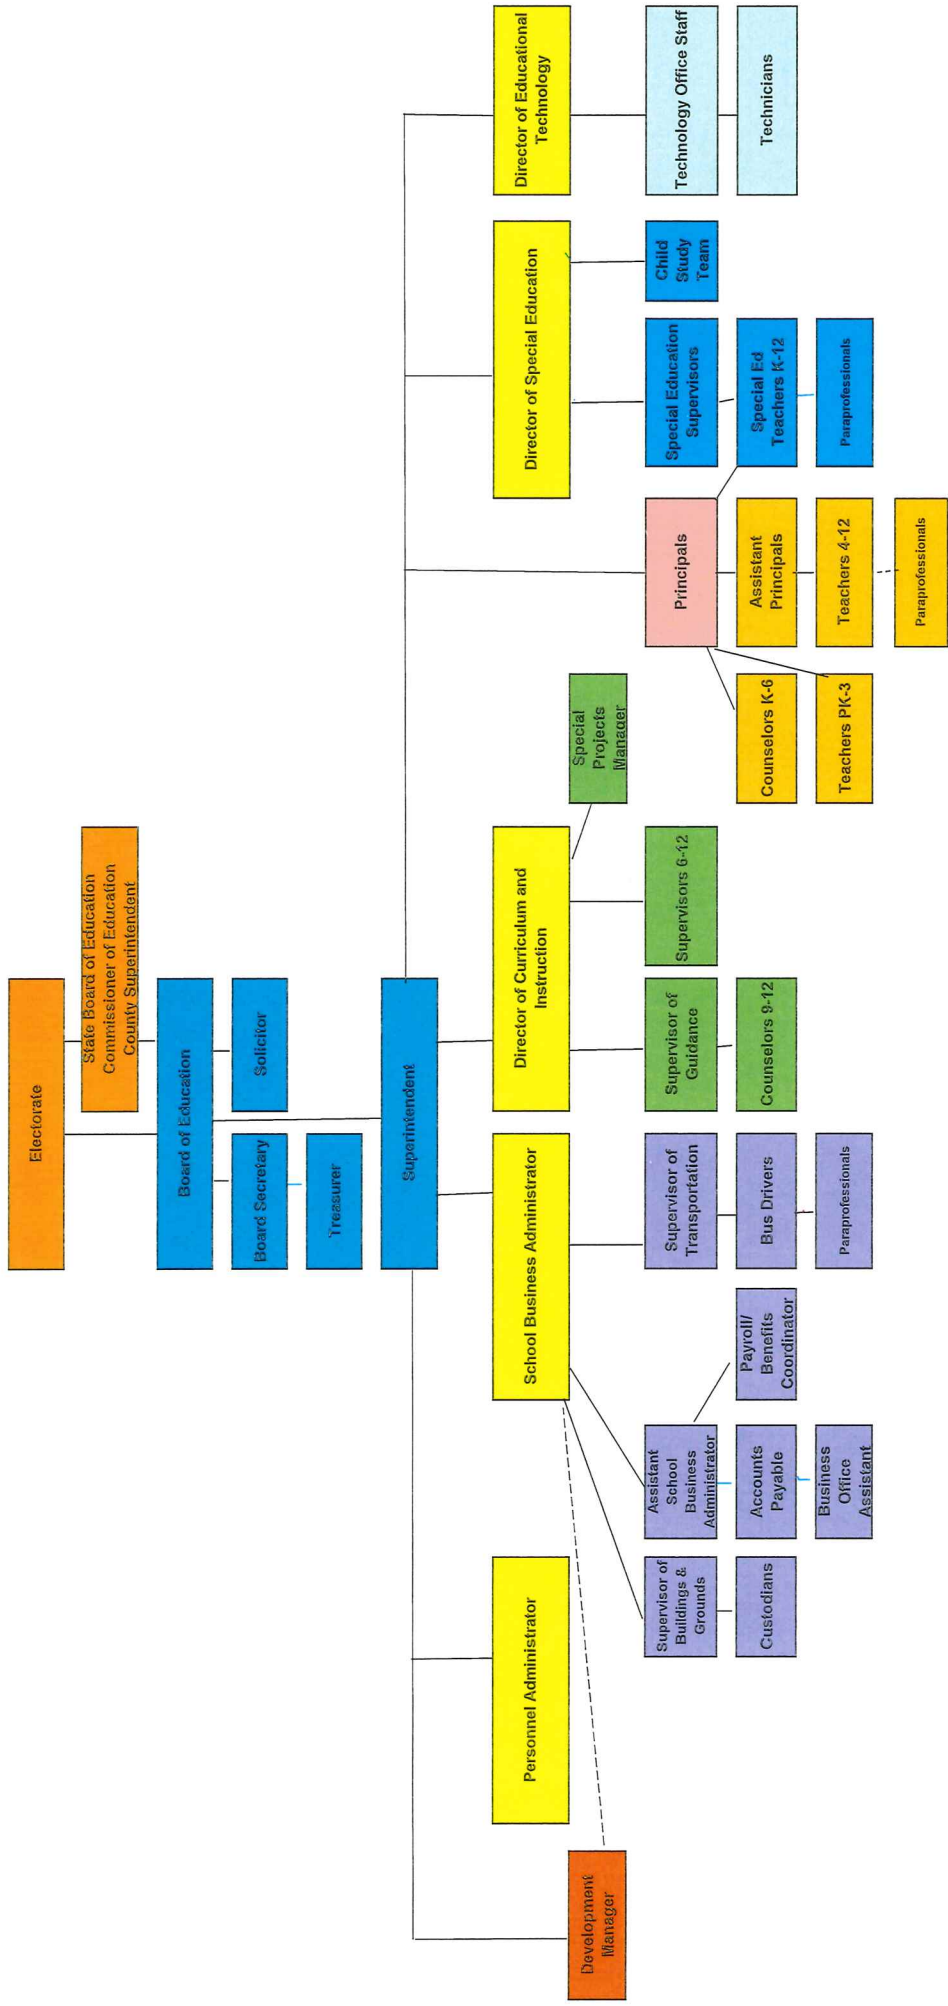 Electorate
State Board of Education
Commissioner of Education
County Superintendent
Board of Education
Board Secretary
Solicitor
Treasurer
Superintendent
Development
Manager
Personnel Administrator
School Business Administrator
Director of Curriculum and
Instruction
Director of Special Education
Director of Educational
Technology
Special
Projects
Manager
Supervisor of
Buildings &
Grounds
Assistant
School
Business
Administrator
Supervisor of
Transportation
Supervisor of
Guidance
Supervisors 6-12
Principals
Special Education
Supervisors
Child
Study
Team
Technology Office Staff
Custodians
Accounts
Payable
Payroll/
Benefits
Coordinator
Bus Drivers
Counselors 9-12
Counselors K-6
Assistant
Principals
Special Ed
Teachers K-12
Technicians
Business
Office
Assistant
Paraprofessionals
Teachers PK-3
Teachers 4-12
Paraprofessionals
Paraprofessionals